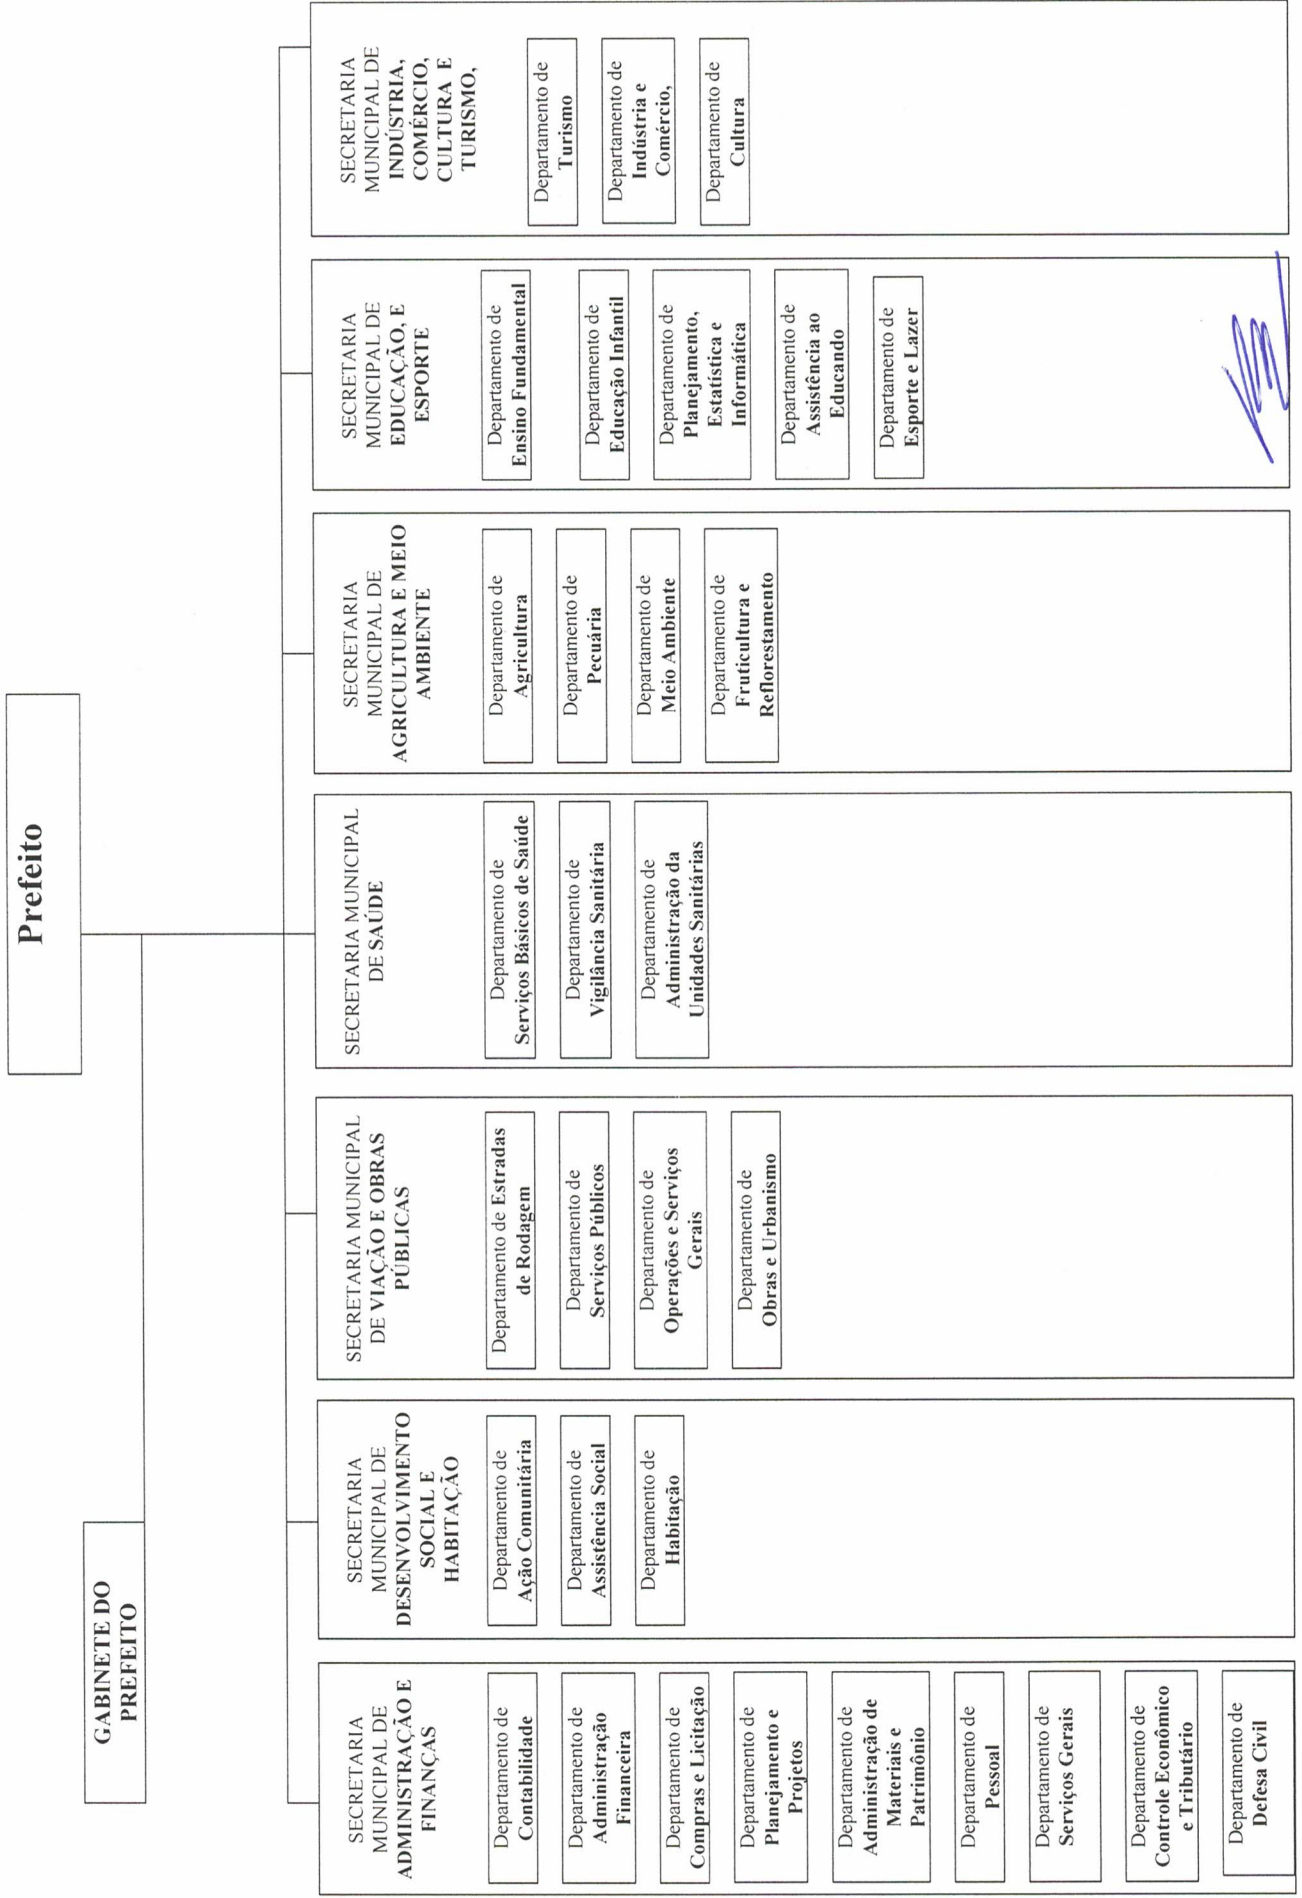 Prefeito
GABINETE DO
PREFEITO
SECRETARIA
MUNICIPAL DE
ADMINISTRAÇÃO E
FINANÇAS
Departamento de
Contabilidade
Departamento de
Administração
Financeira
Departamento de
Compras e Licitação
Departamento de
Planejamento e
Projetos
Departamento de
Administração de
Materiais e
Patrimônio
Departamento de
Pessoal
Departamento de
Serviços Gerais
Departamento de
Controle Econômico
e Tributário
Departamento de
Defesa Civil
SECRETARIA
MUNICIPAL DE
DESENVOLVIMENTO
SOCIAL E
HABITAÇÃO
Departamento de
Ação Comunitária
Departamento de
Assistência Social
Departamento de
Habitação
SECRETARIA MUNICIPAL
DE VIAÇÃO E OBRAS
PÚBLICAS
Departamento de Estradas
de Rodagem
Departamento de
Serviços Públicos
Departamento de
Operações e Serviços
Gerais
Departamento de
Obras e Urbanismo
SECRETARIA MUNICIPAL
DE SAÚDE
Departamento de
Serviços Básicos de Saúde
Departamento de
Vigilância Sanitária
Departamento de
Administração da
Unidades Sanitárias
SECRETARIA
MUNICIPAL DE
AGRICULTURA E MEIO
AMBIENTE
Departamento de
Agricultura
Departamento de
Pecuária
Departamento de
Meio Ambiente
Departamento de
Fruticultura e
Reflorestamento
SECRETARIA
MUNICIPAL DE
EDUCAÇÃO, E
ESPORTE
Departamento de
Ensino Fundamental
Departamento de
Educação Infantil
Departamento de
Planejamento,
Estatística e
Informática
Departamento de
Assistência ao
Educando
Departamento de
Esporte e Lazer
SECRETARIA
MUNICIPAL DE
INDÚSTRIA,
COMÉRCIO,
CULTURA E
TURISMO,
Departamento de
Turismo
Departamento de
Indústria e
Comércio,
Departamento de
Cultura